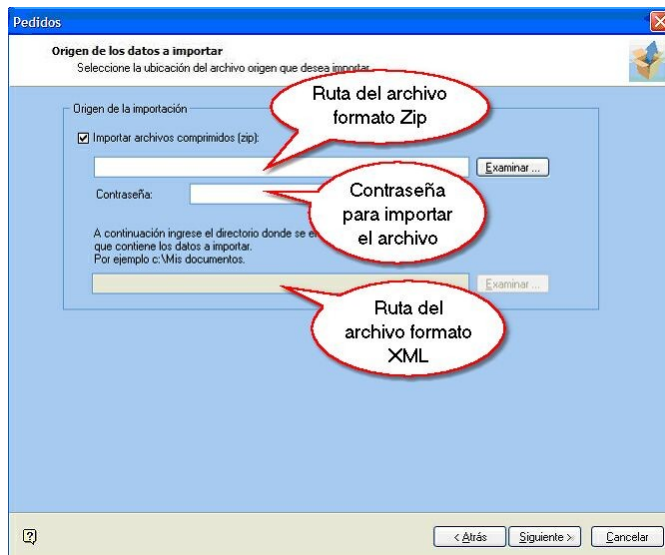 Pedidos
Origen de los datos a importar
Seleccione la ubicación del archivo origen que desea importar
Ruta del archivo
formato Zip
Origen de la importación
Importar archivos comprimidos (zip):
Examinar ...
Contraseña:
Contraseña
para importar
el archivo
A continuación ingrese el directorio donde se
que contiene los datos a importar.
Por ejemplo c:\Mis documentos.
Examinar ...
Ruta del
archivo formato
XML
< Atrás
Siguiente >
Cancelar